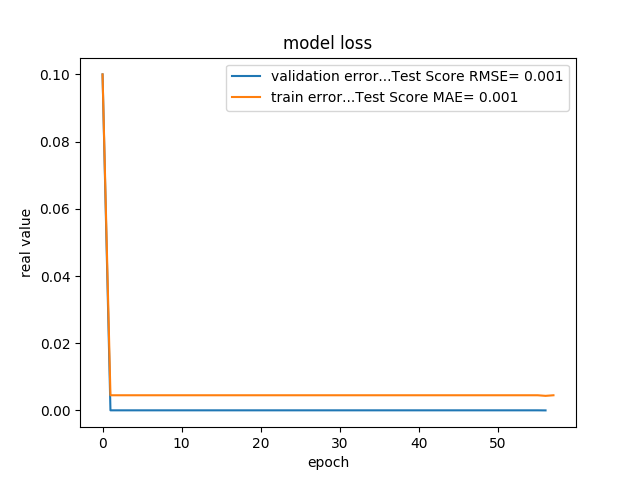 model loss
validation error...Test Score RMSE= 0.001
train error...Test Score MAE= 0.001
0.10
0.08
0.06
0.04
0.02
0.00
real value
0 10 20 30 40 50
epoch